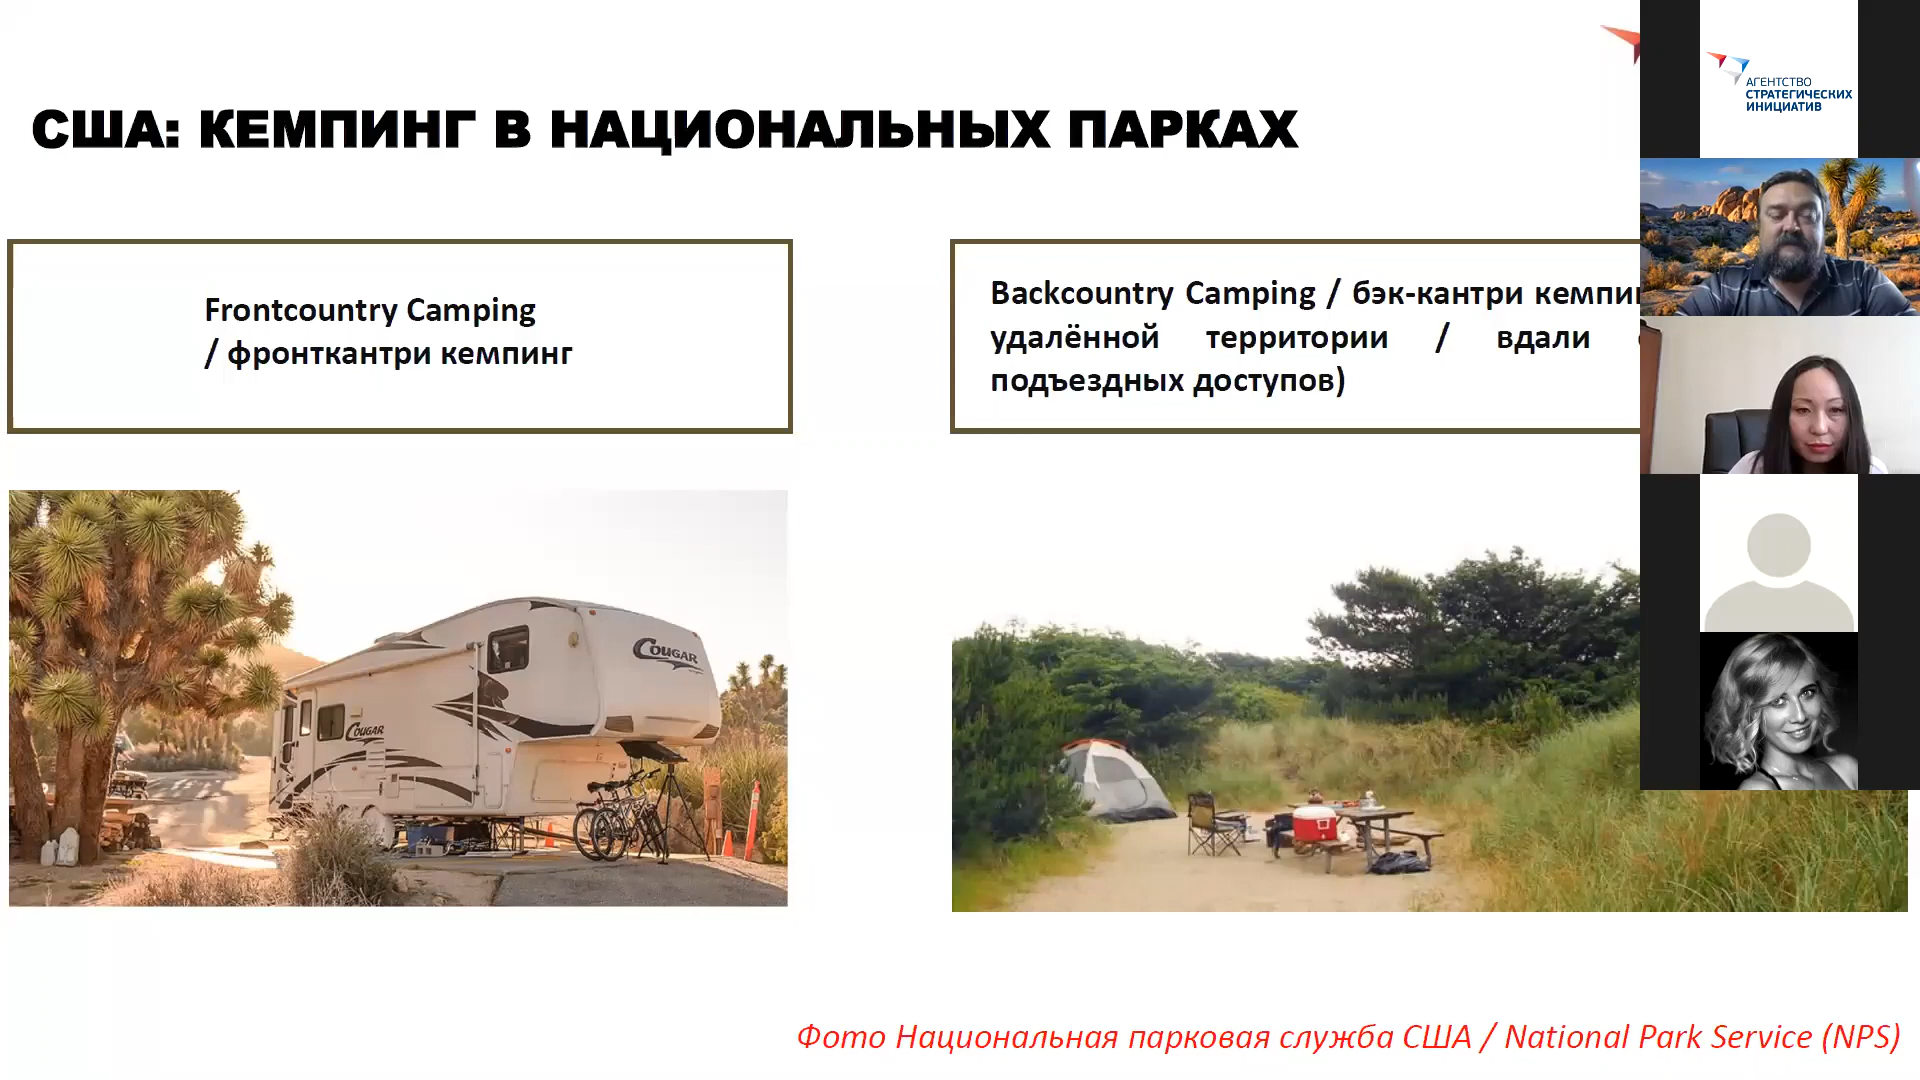 США: КЕМПИНГ В НАЦИОНАЛЬНЫХ ПАРКАХ
АГЕНТСТВО
СТРАТЕГИЧЕСКИХ
ИНИЦИАТИВ
Frontcountry Camping
/ фронткантри кемпинг
Backcountry Camping / бэк-кантри
удалённой территории / вдали
подъездных доступов)
COUGAR
COUGAR
Фото Национальная парковая служба США / National Park Service (NPS)